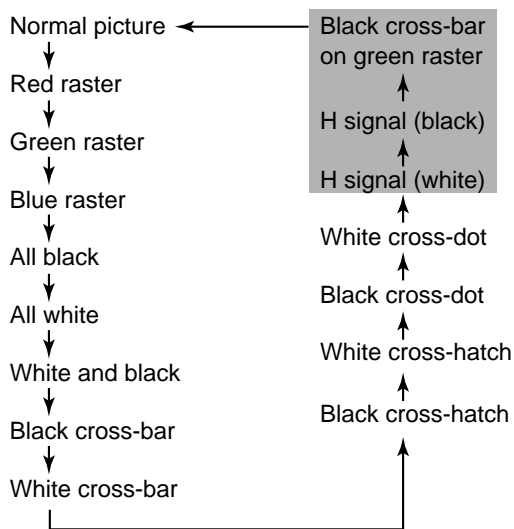 Normal picture
Red raster
Green raster
Blue raster
All black
All white
White and black
Black cross-bar
White cross-bar
Black cross-hatch
White cross-hatch
Black cross-dot
White cross-dot
H signal (white)
H signal (black)
Black cross-bar
on green raster